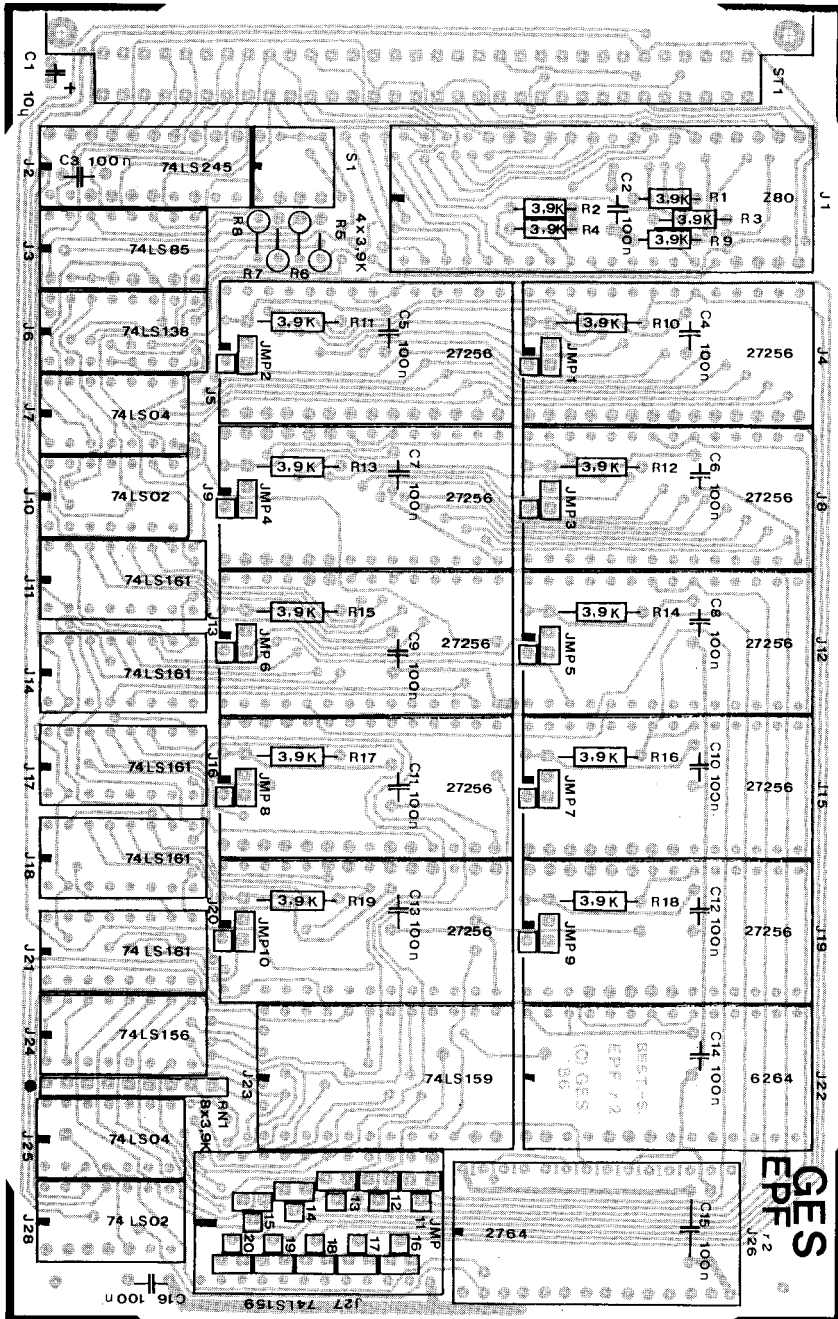 C1 10µ
+
ST1
J2
C3 100n
74LS245
S1
J1
Z80
C2 100n
3,9K R1
3,9K R2
3,9K R3
3,9K R4
3,9K R9
R8
R5
4x3,9K
R7
R6
J3
74LS85
J6
74LS138
3,9K R11
C5 100n
27256
JMP2
J5
3,9K R10
C4 100n
27256
JMP1
J4
J7
74LS04
J10
74LS02
3,9K R13
C7 100n
27256
JMP4
J9
3,9K R12
C6 100n
27256
JMP3
J8
J11
74LS161
J13
3,9K R15
C9 100n
27256
JMP6
3,9K R14
C8 100n
27256
JMP5
J12
J14
74LS161
J17
74LS161
J16
3,9K R17
C11 100n
27256
JMP8
3,9K R16
C10 100n
27256
JMP7
J15
J18
74LS161
J20
3,9K R19
C13 100n
27256
JMP10
3,9K R18
C12 100n
27256
JMP9
J19
J21
74LS161
J24
74LS156
J23
74LS159
C14 100n
6264
J22
BEST-S
EPF r2
© GES
'86
RN1
8x3,9K
J25
74LS04
J28
74LS02
C16 100n
JMP
11
12
13
14
15
16
17
18
19
20
J27 74LS159
2764
C15 100n
J26
GES
EPF r2